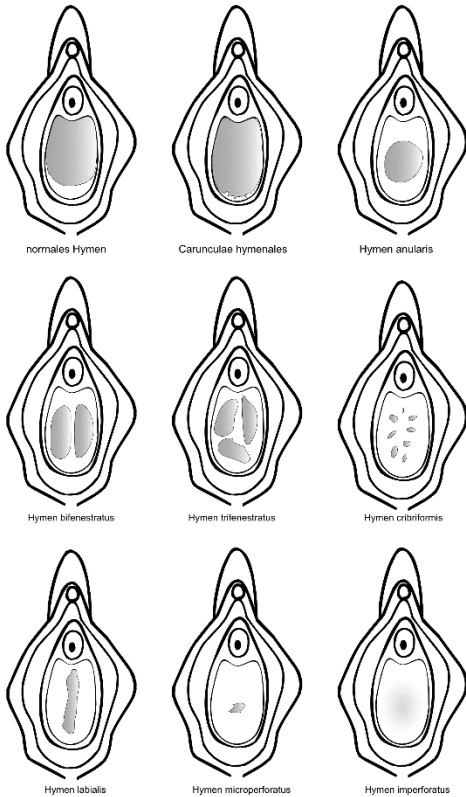 normales Hymen
Carunculae hymenales
Hymen anularis
Hymen bifenestratus
Hymen trifenestratus
Hymen cribriformis
Hymen labialis
Hymen microperforatus
Hymen imperforatus